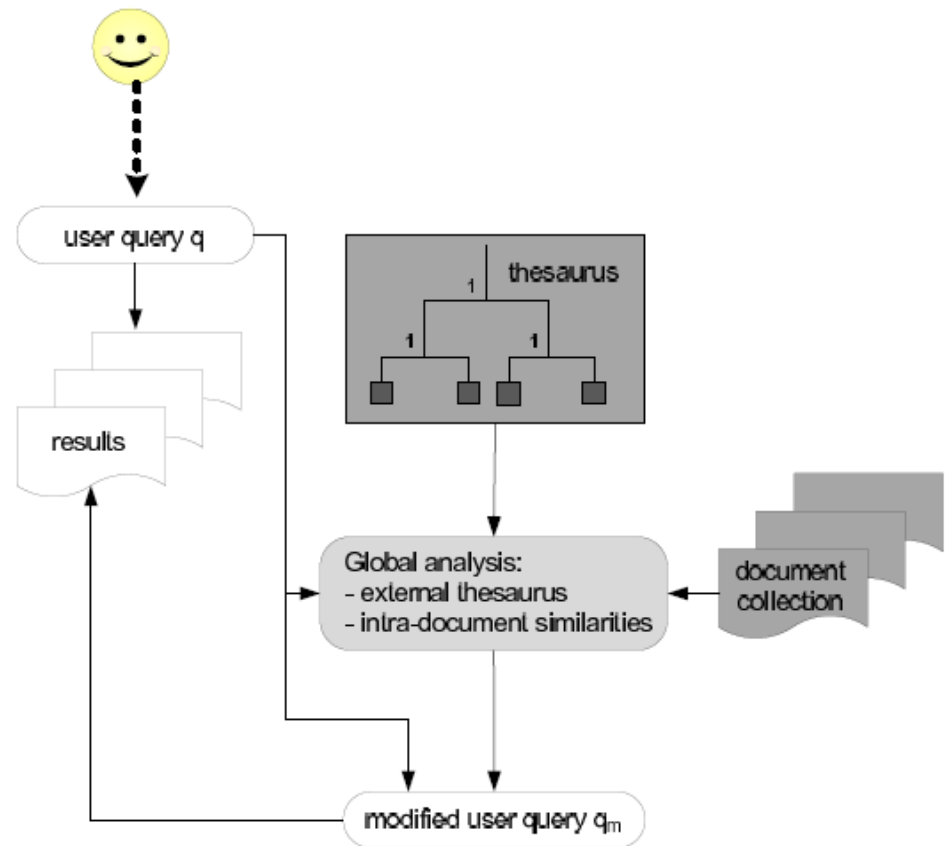 user query q
thesaurus
1
1
1
results
Global analysis:
- external thesaurus
- intra-document similarities
document
collection
modified user query qm